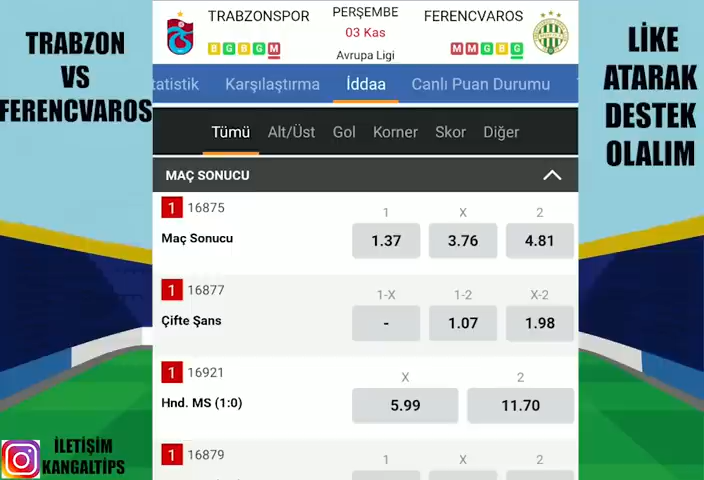 TRABZON
VS
FERENCVAROS
TRABZONSPOR
B G B G M
PERŞEMBE
03 Kas
Avrupa Ligi
FERENCVAROS
M M G B G
LİKE
ATARAK
DESTEK
OLALIM
tatistik Karşılaştırma İddaa Canlı Puan Durumu
Tümü Alt/Üst Gol Korner Skor Diğer
MAÇ SONUCU
1 16875
1 X 2
Maç Sonucu 1.37 3.76 4.81
1 16877
1-X 1-2 X-2
Çifte Şans - 1.07 1.98
1 16921
X 2
Hnd. MS (1:0) 5.99 11.70
1 16879
1 X 2
İLETİŞİM
KANGALTİPS